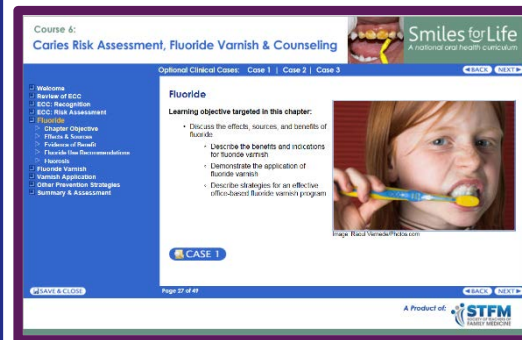 Course 6:
Caries Risk Assessment, Fluoride Varnish & Counseling
Smiles for Life
A national oral health curriculum
Optional Clinical Cases: Case 1 | Case 2 | Case 3
◄BACK NEXT►
Welcome
Review of ECC
ECC: Recognition
ECC: Risk Assessment
Fluoride
Chapter Objective
Effects & Sources
Evidence of Benefit
Fluoride Use Recommendations
Fluorosis
Fluoride Varnish
Varnish Application
Other Prevention Strategies
Summary & Assessment
Fluoride
Learning objective targeted in this chapter:
• Discuss the effects, sources, and benefits of
fluoride
• Describe the benefits and indications
for fluoride varnish
• Demonstrate the application of
fluoride varnish
• Describe strategies for an effective
office-based fluoride varnish program
Image: Raoul Vernede/Photos.com
CASE 1
SAVE & CLOSE
Page 27 of 49
◄BACK NEXT►
A Product of:
STFM
SOCIETY OF TEACHERS OF
FAMILY MEDICINE